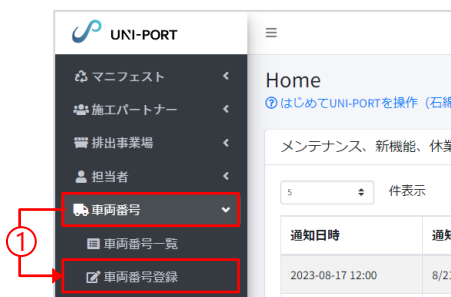 UNI-PORT
マニフェスト
施工パートナー
排出事業場
担当者
車両番号
車両番号一覧
車両番号登録
1
Home
はじめてUNI-PORTを操作（石綿
メンテナンス、新機能、休業
5 件表示
通知日時 通知
2023-08-17 12:00 8/2